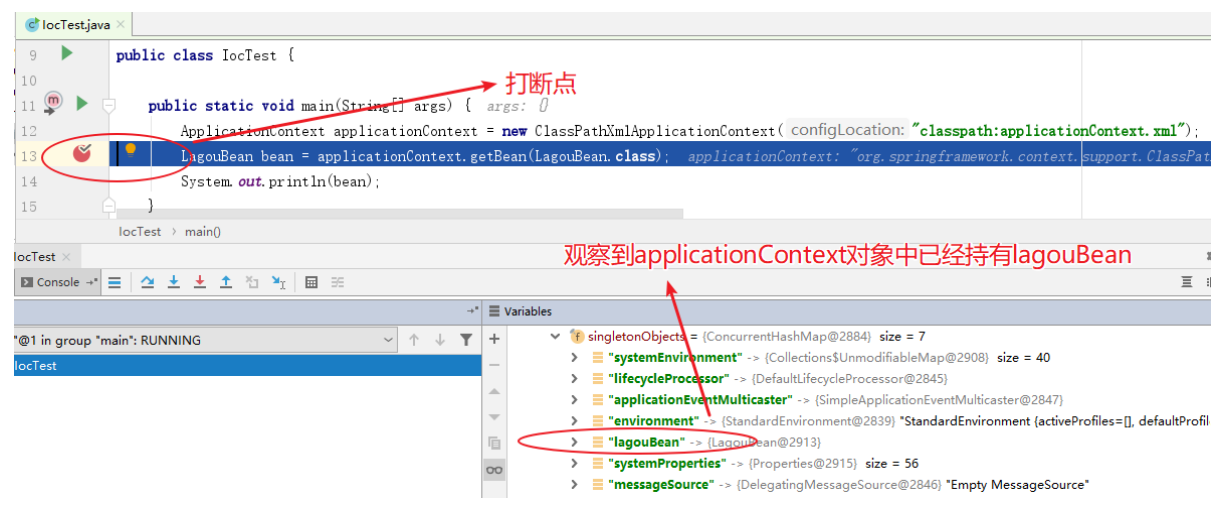 IocTest.java
9 public class IocTest {
10
打断点
11 public static void main(String[] args) { args: {}
12 ApplicationContext applicationContext = new ClassPathXmlApplicationContext( configLocation: "classpath:applicationContext.xml");
13 LagouBean bean = applicationContext.getBean(LagouBean.class); applicationContext: "org.springframework.context.support.ClassPat
14 System.out.println(bean);
15 }
IocTest > main()
IocTest
观察到applicationContext对象中已经持有lagouBean
Console
Variables
"@1 in group "main": RUNNING
singletonObjects = {ConcurrentHashMap@2884} size = 7
IocTest
"systemEnvironment" -> {Collections$UnmodifiableMap@2908} size = 40
"lifecycleProcessor" -> {DefaultLifecycleProcessor@2845}
"applicationEventMulticaster" -> {SimpleApplicationEventMulticaster@2847}
"environment" -> {StandardEnvironment@2839} "StandardEnvironment {activeProfiles=[], defaultProfil
"lagouBean" -> {LagouBean@2913}
"systemProperties" -> {Properties@2915} size = 56
"messageSource" -> {DelegatingMessageSource@2846} "Empty MessageSource"